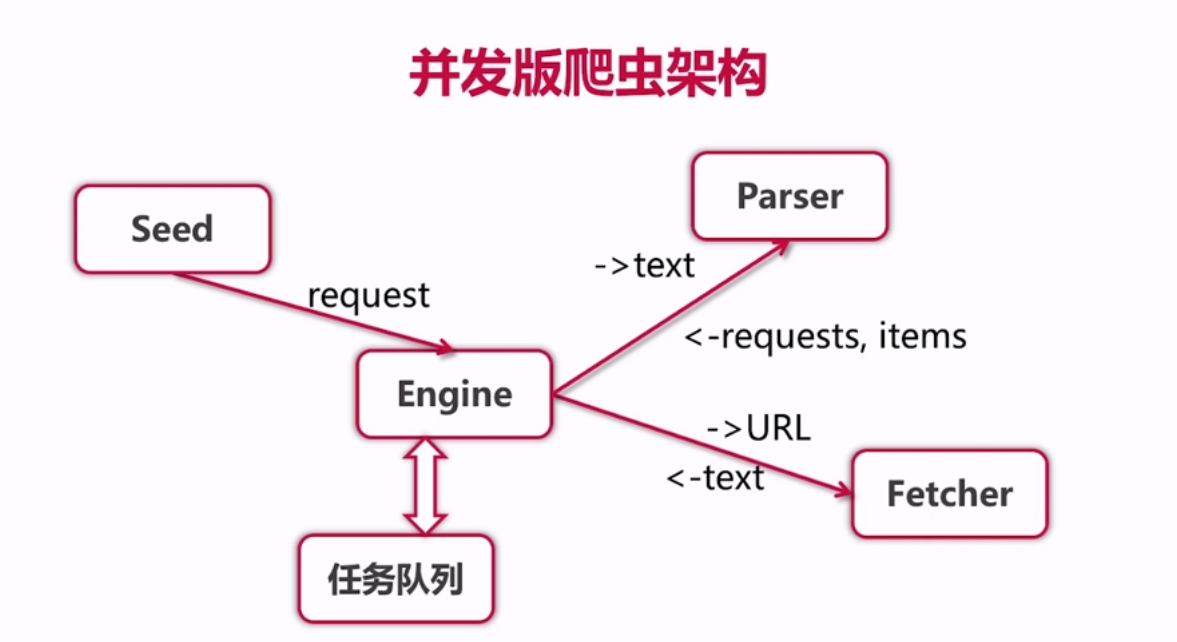 并发版爬虫架构
Seed
Parser
->text
request
<-requests, items
Engine
->URL
<-text
Fetcher
任务队列